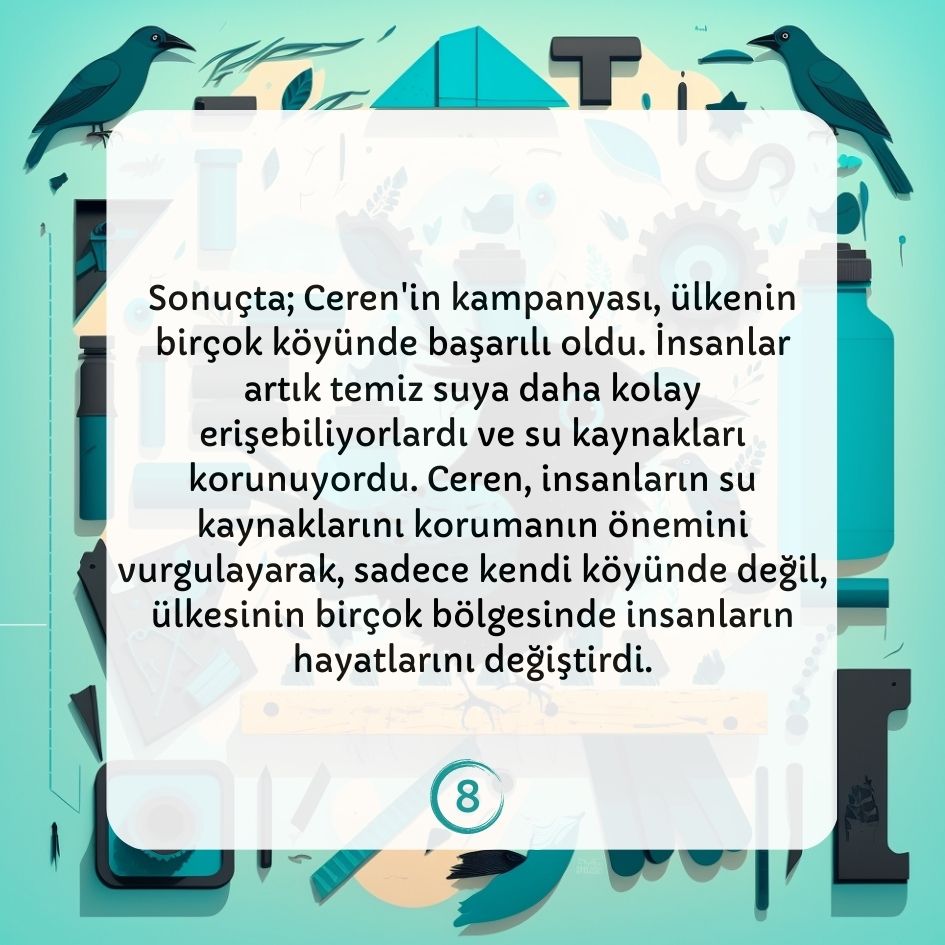 Sonuçta; Ceren'in kampanyası, ülkenin
birçok köyünde başarılı oldu. İnsanlar
artık temiz suya daha kolay
erişebiliyorlardı ve su kaynakları
korunuyordu. Ceren, insanların su
kaynaklarını korumanın önemini
vurgulayarak, sadece kendi köyünde değil,
ülkesinin birçok bölgesinde insanların
hayatlarını değiştirdi.
8